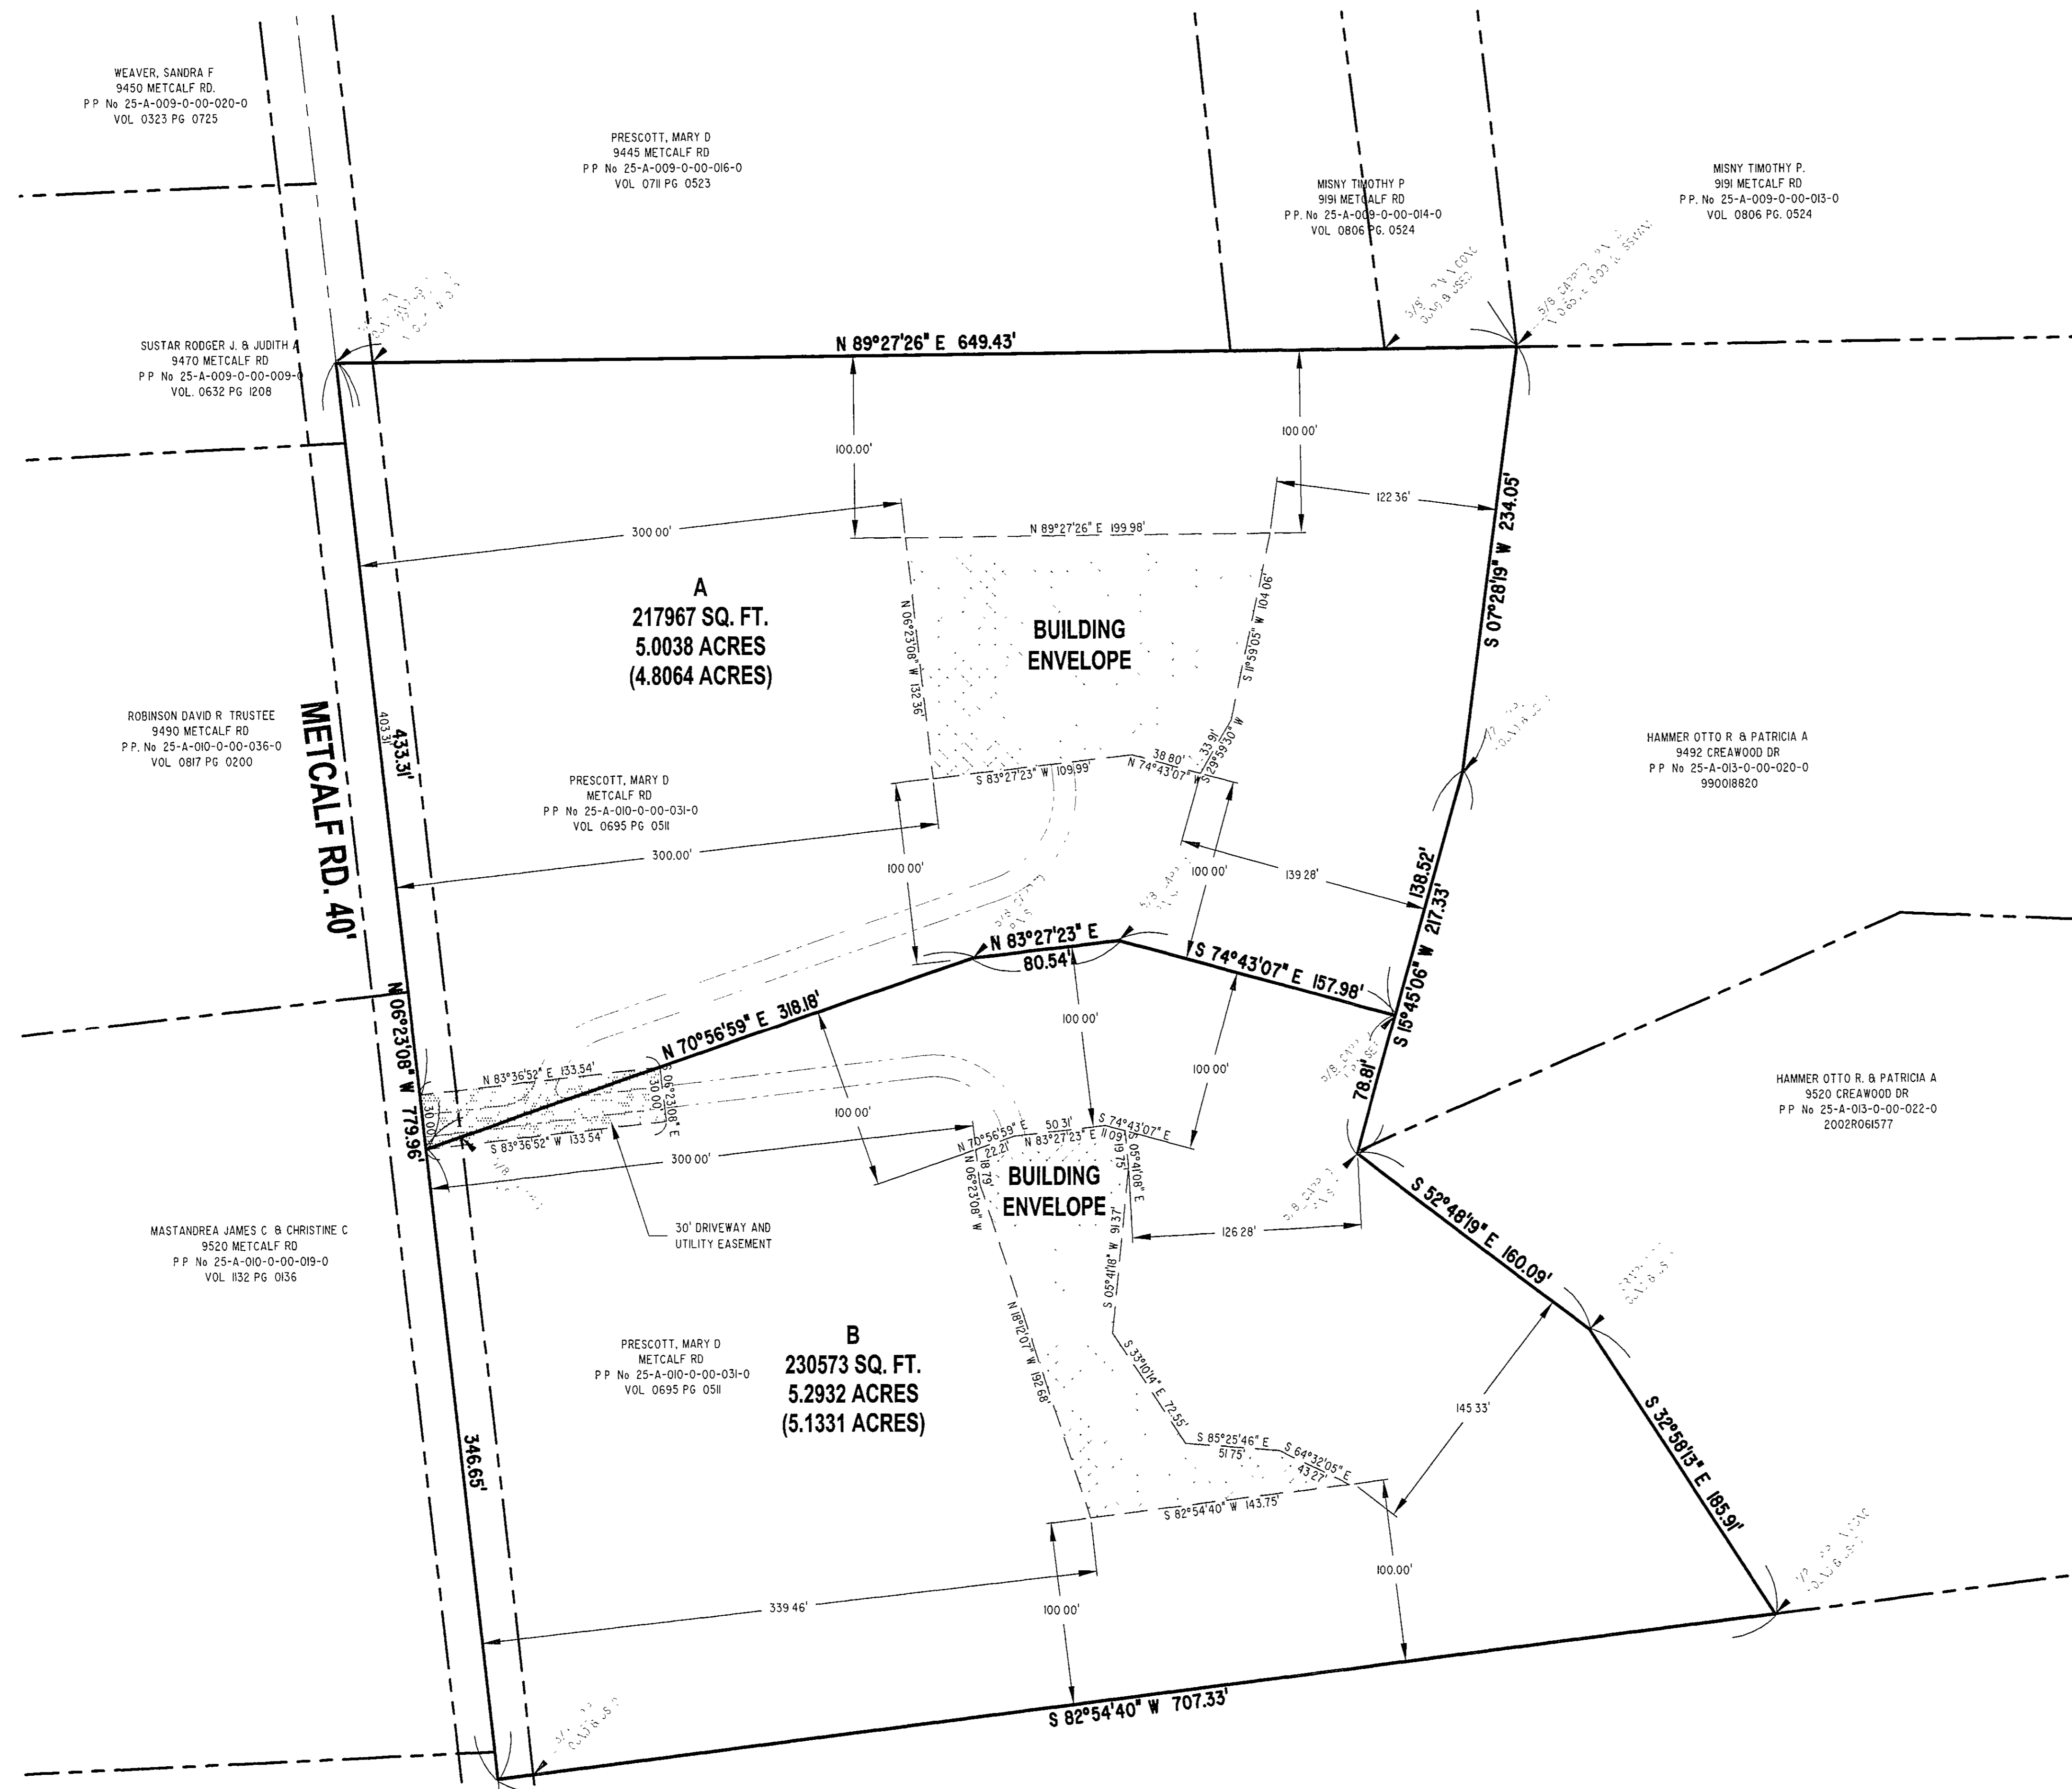 WEAVER, SANDRA F
9450 METCALF RD.
P P No 25-A-009-0-00-020-0
VOL 0323 PG 0725
PRESCOTT, MARY D
9445 METCALF RD
P P No 25-A-009-0-00-016-0
VOL 0711 PG 0523
MISNY TIMOTHY P
9191 METCALF RD
P P. No 25-A-009-0-00-014-0
VOL 0806 PG. 0524
MISNY TIMOTHY P.
9191 METCALF RD
P P No 25-A-009-0-00-013-0
VOL 0806 PG. 0524
SUSTAR RODGER J. & JUDITH A
9470 METCALF RD
P P No 25-A-009-0-00-009-0
VOL. 0632 PG 1208
N 89°27'26" E 649.43'
100.00'
100 00'
122 36'
S 07°28'19" W 234.05'
300 00'
N 89°27'26" E 199 98'
A
217967 SQ. FT.
5.0038 ACRES
(4.8064 ACRES)
N 06°23'08" W 132 36'
BUILDING
ENVELOPE
S 11°59'05" W 104 06'
METCALF RD. 40'
403 31'
433.31'
ROBINSON DAVID R TRUSTEE
9490 METCALF RD
P P. No 25-A-010-0-00-036-0
VOL 0817 PG 0200
PRESCOTT, MARY D
METCALF RD
P P No 25-A-010-0-00-031-0
VOL 0695 PG 0511
S 83°27'23" W 109.99'
38 80'
N 74°43'07" W
33 91'
S 29°59'30" W
HAMMER OTTO R & PATRICIA A
9492 CREAWOOD DR
P P No 25-A-013-0-00-020-0
990018820
300.00'
100 00'
100 00'
139 28'
138.52'
S 15°45'06" W 217.33'
N 83°27'23" E
80.54'
S 74°43'07" E 157.98'
N 70°56'59" E 318.18'
N 06°23'08" W 779.96'
78.81'
100 00'
100 00'
100 00'
N 83°36'52" E 133.54'
30 00'
S 83°36'52" W 133 54'
S 06°23'08" E
30 00'
HAMMER OTTO R. & PATRICIA A
9520 CREAWOOD DR
P P No 25-A-013-0-00-022-0
2002R061577
300 00'
N 70°56'59" E
22.21'
50 31'
N 83°27'23" E
S 74°43'07" E
11 09'
18 79'
N 06°23'08" W
19 75'
S 05°41'08" E
BUILDING
ENVELOPE
30' DRIVEWAY AND
UTILITY EASEMENT
126 28'
S 52°48'19" E 160.09'
MASTANDREA JAMES C & CHRISTINE C
9520 METCALF RD
P P No 25-A-010-0-00-019-0
VOL 1132 PG 0136
S 05°41'18" W 91 37'
N 18°12'07" W 192 68'
PRESCOTT, MARY D
METCALF RD
P P No 25-A-010-0-00-031-0
VOL 0695 PG 0511
B
230573 SQ. FT.
5.2932 ACRES
(5.1331 ACRES)
S 33°10'14" E 72.55'
S 85°25'46" E
51 75'
S 64°32'05" E
43 27'
145 33'
S 32°58'13" E 185.91'
346.65'
S 82°54'40" W 143.75'
339 46'
100 00'
100.00'
S 82°54'40" W 707.33'